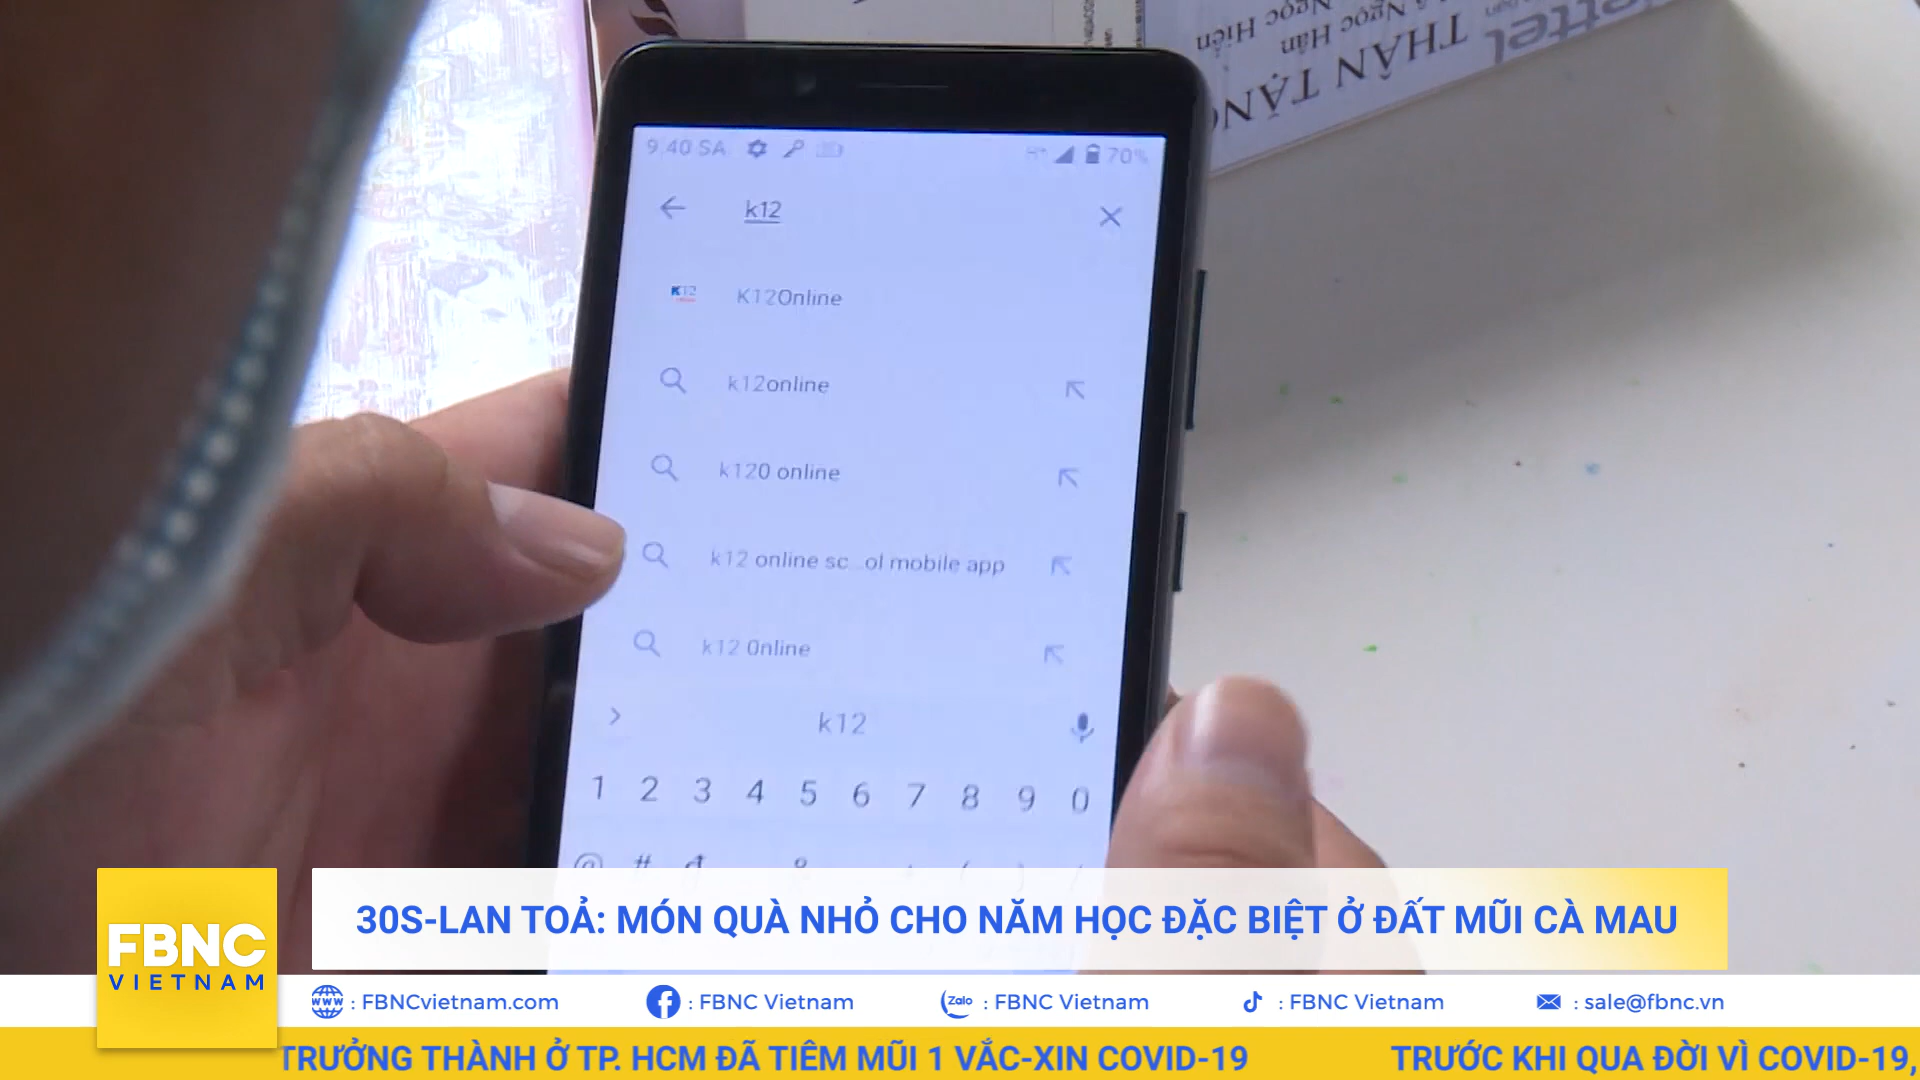 Ngọc Hiền
Ngọc Hân
THÂN TẶNG
9.40 SA
70%
k12
K12
K12Online
k12online
k120 online
k12 online sc...ol mobile app
k12 Online
k12
1 2 3 4 5 6 7 8 9 0
@ # đ &
30S-LAN TOẢ: MÓN QUÀ NHỎ CHO NĂM HỌC ĐẶC BIỆT Ở ĐẤT MŨI CÀ MAU
FBNC
VIETNAM
www : FBNCvietnam.com : FBNC Vietnam Zalo : FBNC Vietnam : FBNC Vietnam : sale@fbnc.vn
TRƯỞNG THÀNH Ở TP. HCM ĐÃ TIÊM MŨI 1 VẮC-XIN COVID-19 TRƯỚC KHI QUA ĐỜI VÌ COVID-19,